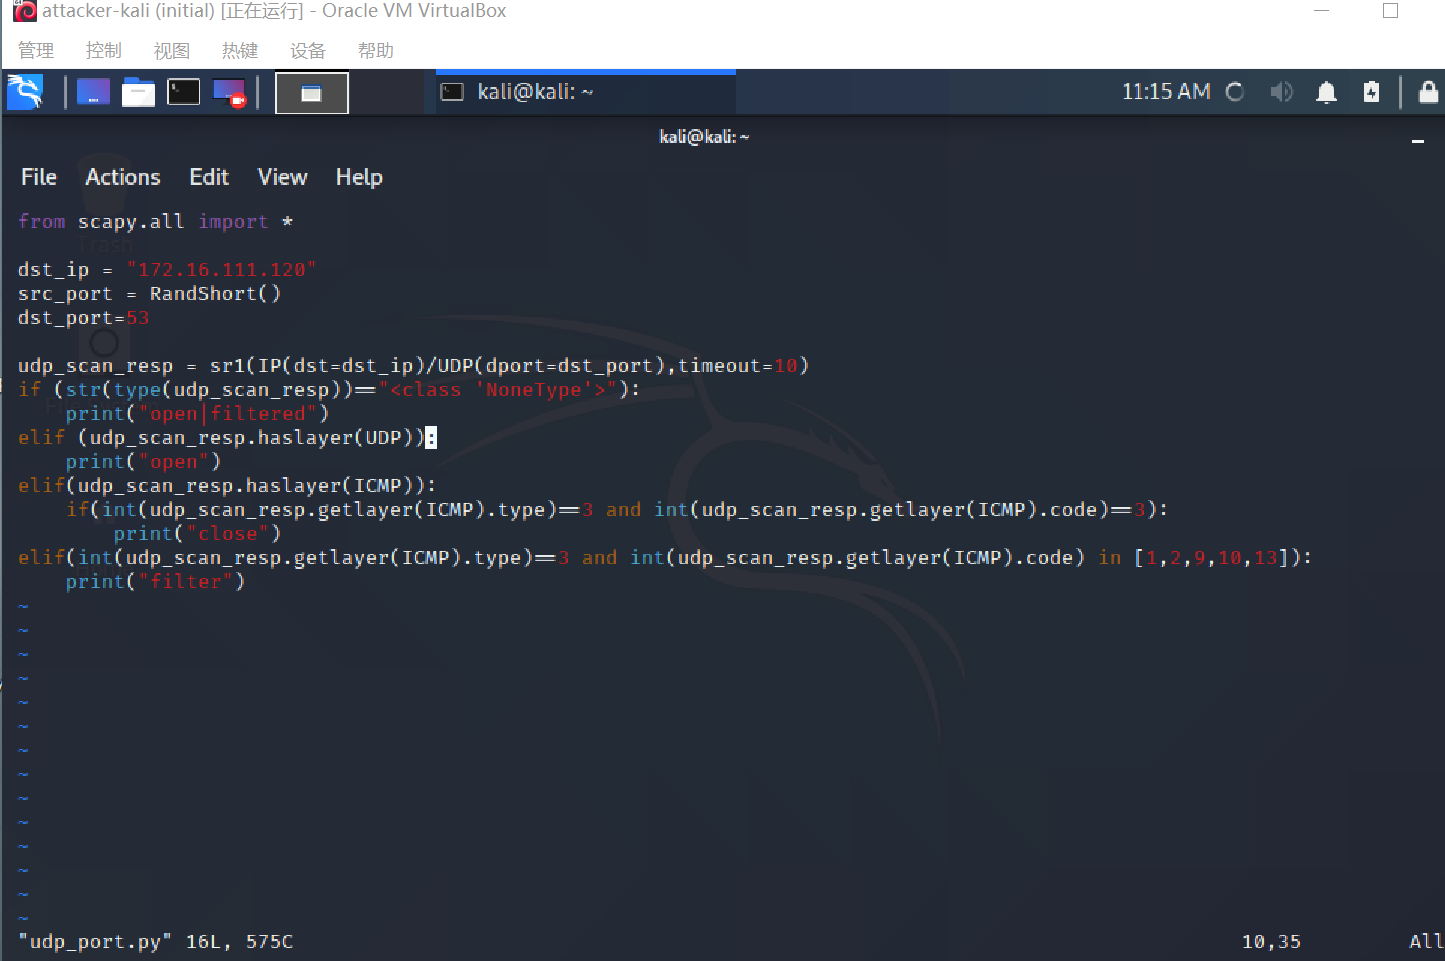 attacker-kali (initial) [正在运行] - Oracle VM VirtualBox
管理 控制 视图 热键 设备 帮助
kali@kali: ~ 11:15 AM
kali@kali: ~
File Actions Edit View Help
from scapy.all import *
Trash
dst_ip = "172.16.111.120"
src_port = RandShort()
dst_port=53
udp_scan_resp = sr1(IP(dst=dst_ip)/UDP(dport=dst_port),timeout=10)
if (str(type(udp_scan_resp))=="<class 'NoneType'>"):
    print("open|filtered")
elif (udp_scan_resp.haslayer(UDP)):
    print("open")
elif(udp_scan_resp.haslayer(ICMP)):
    if(int(udp_scan_resp.getlayer(ICMP).type)==3 and int(udp_scan_resp.getlayer(ICMP).code)==3):
        print("close")
elif(int(udp_scan_resp.getlayer(ICMP).type)==3 and int(udp_scan_resp.getlayer(ICMP).code) in [1,2,9,10,13]):
    print("filter")
~
~
~
~
~
~
~
~
~
~
~
~
~
~
"udp_port.py" 16L, 575C 10,35 All